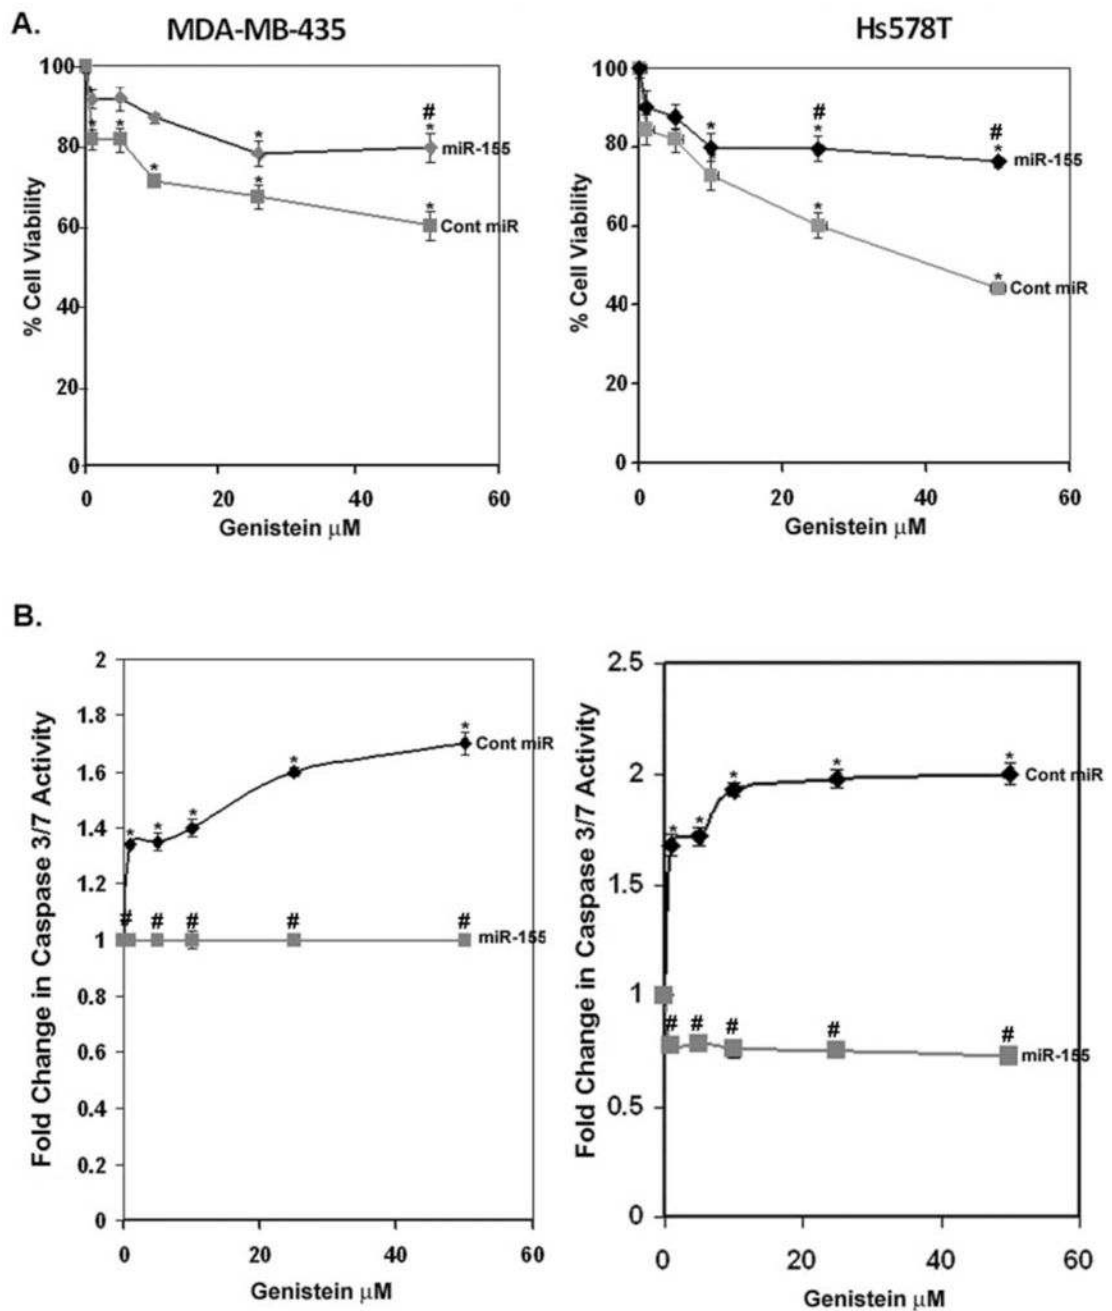 A.
MDA-MB-435
Hs578T
100
80
60
40
20
0
% Cell Viability
*
*
*
*
*
*
#
*
*
miR-155
Cont miR
0 20 40 60
Genistein μM
100
80
60
40
20
0
% Cell Viability
*
#
*
*
#
*
*
miR-155
Cont miR
0 20 40 60
Genistein μM
B.
2
1.8
1.6
1.4
1.2
1
0.8
0.6
0.4
0.2
0
Fold Change in Caspase 3/7 Activity
* * * * *
Cont miR
# # # # #
miR-155
0 20 40 60
Genistein μM
2.5
2
1.5
1
0.5
0
Fold Change in Caspase 3/7 Activity
* * * * *
Cont miR
# # # # #
miR-155
0 20 40 60
Genistein μM